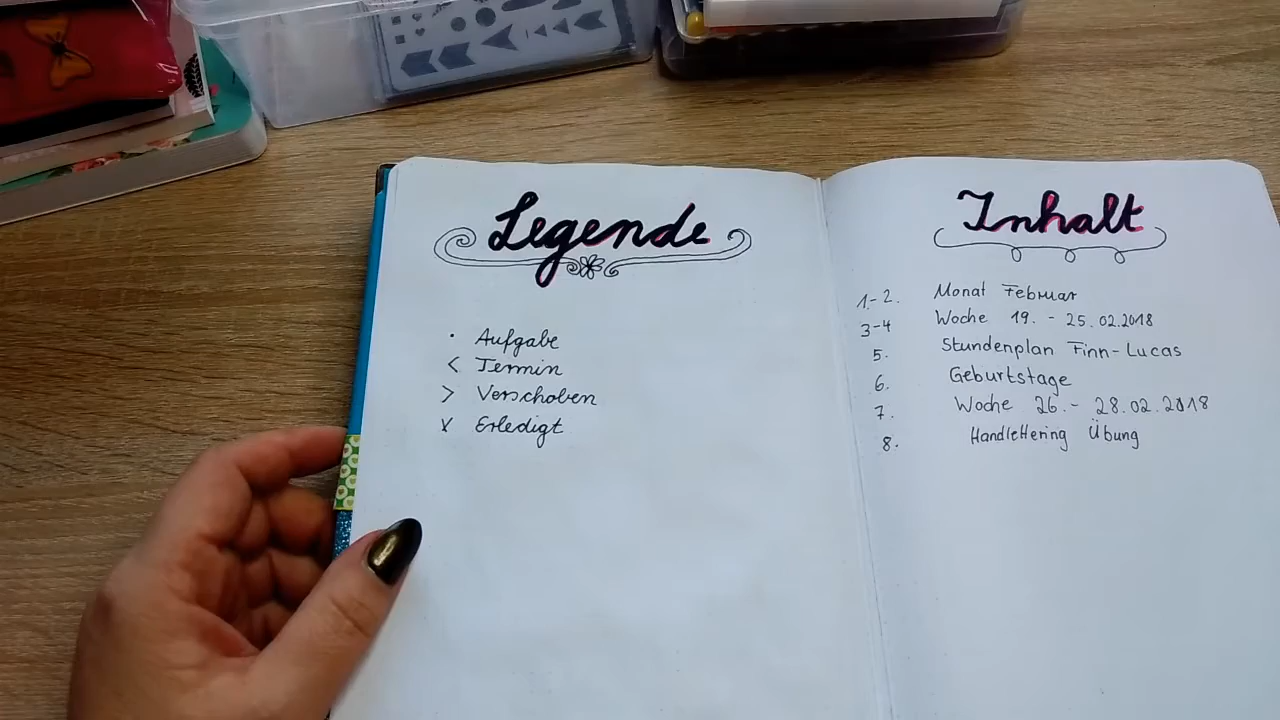 Legende
· Aufgabe
< Termin
> Verschoben
x Erledigt
Inhalt
1-2. Monat Februar
3-4 Woche 19. - 25.02.2018
5. Stundenplan Finn-Lucas
6. Geburtstage
7. Woche 26. - 28.02.2018
8. Handlettering Übung